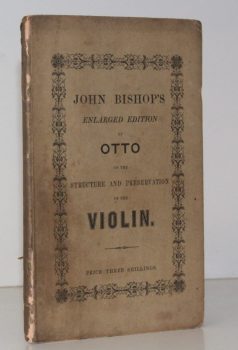 JOHN BISHOP'S
ENLARGED EDITION
OF
OTTO
ON THE
STRUCTURE AND PRESERVATION
OF THE
VIOLIN.
PRICE THREE SHILLINGS.